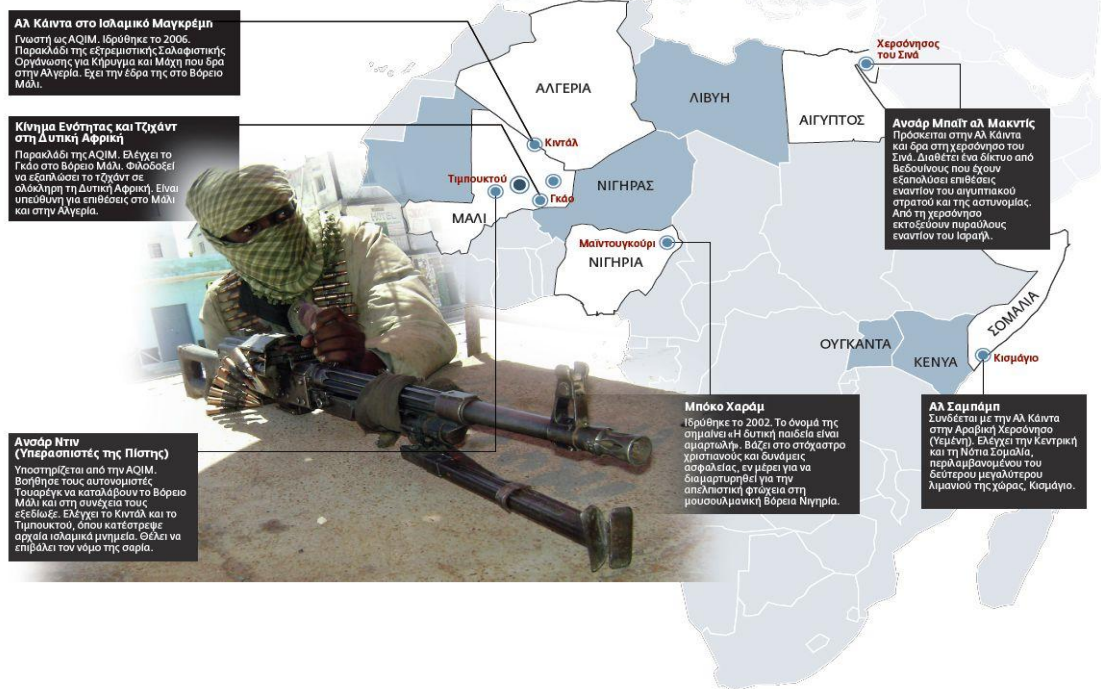 Αλ Κάιντα στο Ισλαμικό Μαγκρέμπ
Γνωστή ως AQIM. Ιδρύθηκε το 2006.
Παρακλάδι της εξτρεμιστικής Σαλαφιστικής
Οργάνωσης για Κήρυγμα και Μάχη που δρα
στην Αλγερία. Εχει την έδρα της στο Βόρειο
Μάλι.
Κίνημα Ενότητας και Τζιχάντ
στη Δυτική Αφρική
Παρακλάδι της AQIM. Ελέγχει το
Γκάο στο Βόρειο Μάλι. Φιλοδοξεί
να εξαπλώσει το τζιχάντ σε
ολόκληρη τη Δυτική Αφρική. Είναι
υπεύθυνη για επιθέσεις στο Μάλι
και στην Αλγερία.
ΑΛΓΕΡΙΑ
ΛΙΒΥΗ
ΑΙΓΥΠΤΟΣ
Χερσόνησος
του Σινά
Κιντάλ
Τιμπουκτού
Γκάο
ΜΑΛΙ
ΝΙΓΗΡΑΣ
Μαϊντουγκούρι
ΝΙΓΗΡΙΑ
Ανσάρ Μπαϊτ αλ Μακντίς
Πρόσκειται στην Αλ Κάιντα
και δρα στη χερσόνησο του
Σινά. Διαθέτει ένα δίκτυο από
Βεδουίνους που έχουν
εξαπολύσει επιθέσεις
εναντίον του αιγυπτιακού
στρατού και της αστυνομίας.
Από τη χερσόνησο
εκτοξεύουν πυραύλους
εναντίον του Ισραήλ.
ΣΟΜΑΛΙΑ
ΟΥΓΚΑΝΤΑ
ΚΕΝΥΑ
Κισμάγιο
Ανσάρ Ντιν
(Υπερασπιστές της Πίστης)
Υποστηρίζεται από την AQIM.
Βοήθησε τους αυτονομιστές
Τουαρέγκ να καταλάβουν το Βόρειο
Μάλι και στη συνέχεια τους
εξεδίωξε. Ελέγχει το Κιντάλ και το
Τιμπουκτού, όπου κατέστρεψε
αρχαία ισλαμικά μνημεία. Θέλει να
επιβάλει τον νόμο της σαρία.
Μπόκο Χαράμ
Ιδρύθηκε το 2002. Το όνομά της
σημαίνει «Η δυτική παιδεία είναι
αμαρτωλή». Βάζει στο στόχαστρο
χριστιανούς και δυνάμεις
ασφαλείας, εν μέρει για να
διαμαρτυρηθεί για την
απελπιστική φτώχεια στη
μουσουλμανική Βόρεια Νιγηρία.
Αλ Σαμπάμπ
Συνδέεται με την Αλ Κάιντα
στην Αραβική Χερσόνησο
(Υεμένη). Ελέγχει την Κεντρική
και τη Νότια Σομαλία,
περιλαμβανομένου του
δεύτερου μεγαλύτερου
λιμανιού της χώρας, Κισμάγιο.